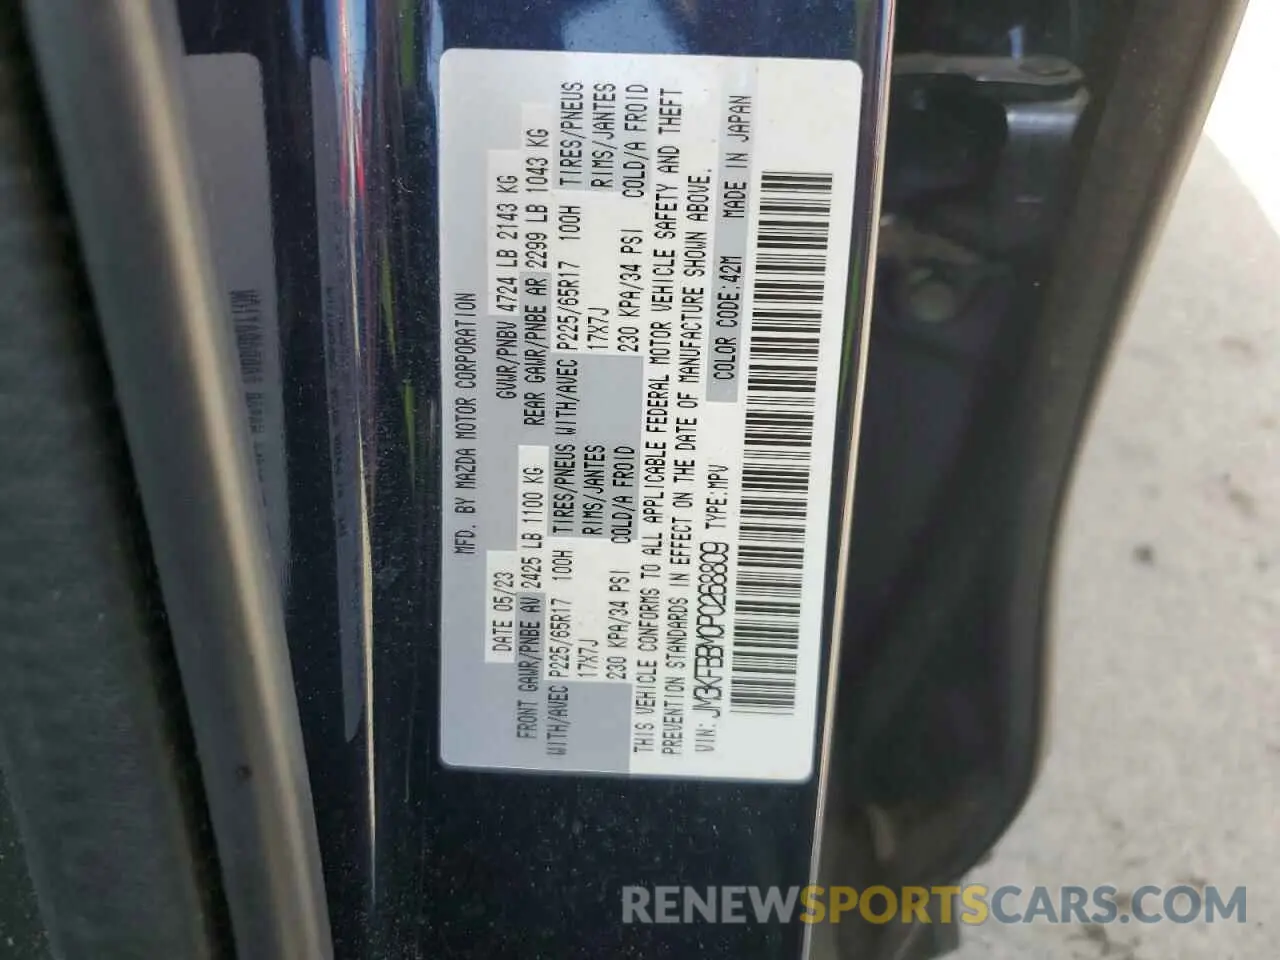 MFD. BY MAZDA MOTOR CORPORATION
DATE 05/23 GVWR/PNBV 4724 LB 2143 KG
FRONT GAWR/PNBE AV 2425 LB 1100 KG REAR GAWR/PNBE AR 2299 LB 1043 KG
WITH/AVEC P225/65R17 100H TIRES/PNEUS WITH/AVEC P225/65R17 100H TIRES/PNEUS
17X7J RIMS/JANTES 17X7J RIMS/JANTES
230 KPA/34 PSI COLD/A FROID 230 KPA/34 PSI COLD/A FROID
THIS VEHICLE CONFORMS TO ALL APPLICABLE FEDERAL MOTOR VEHICLE SAFETY AND THEFT
PREVENTION STANDARDS IN EFFECT ON THE DATE OF MANUFACTURE SHOWN ABOVE.
VIN: JM3KFBBM0P0268809 TYPE:MPV COLOR CODE:42M MADE IN JAPAN
RENEWSPORTSCARS.COM